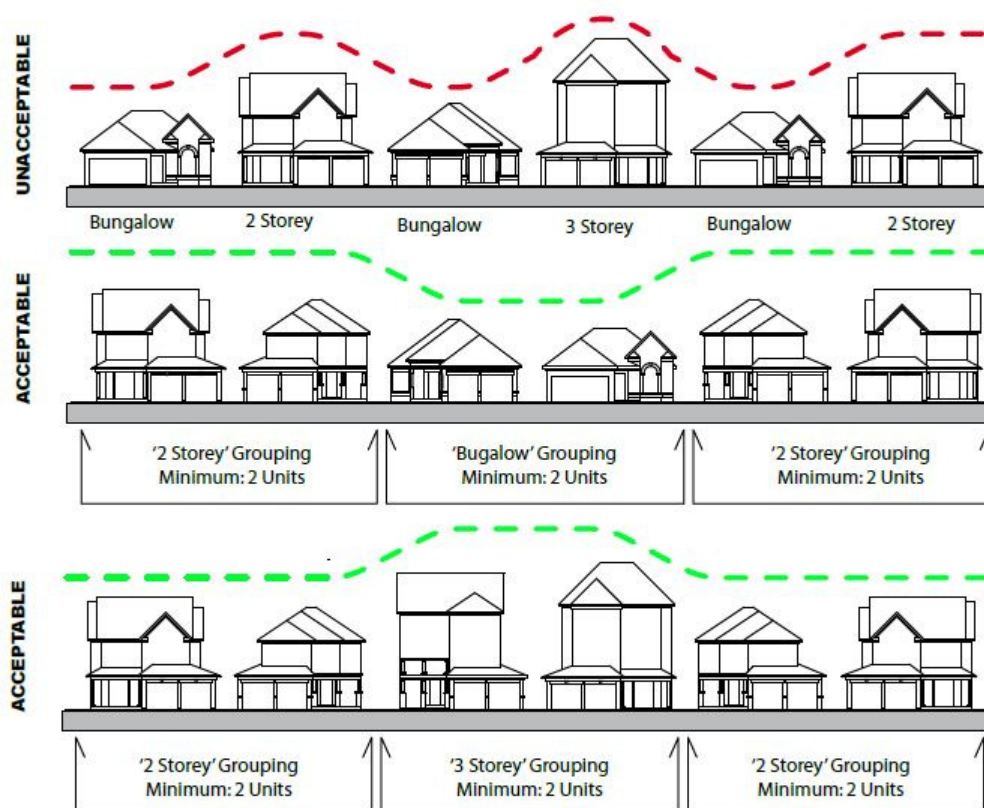 UNACCEPTABLE
Bungalow
2 Storey
Bungalow
3 Storey
Bungalow
2 Storey
ACCEPTABLE
'2 Storey' Grouping
Minimum: 2 Units
'Bugalow' Grouping
Minimum: 2 Units
'2 Storey' Grouping
Minimum: 2 Units
ACCEPTABLE
'2 Storey' Grouping
Minimum: 2 Units
'3 Storey' Grouping
Minimum: 2 Units
'2 Storey' Grouping
Minimum: 2 Units